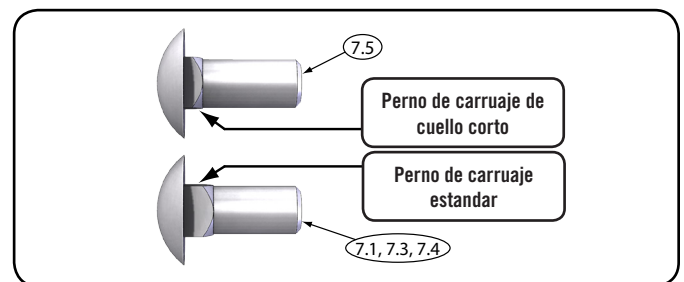 7.5
Perno de carruaje de
cuello corto
Perno de carruaje
estandar
7.1, 7.3, 7.4